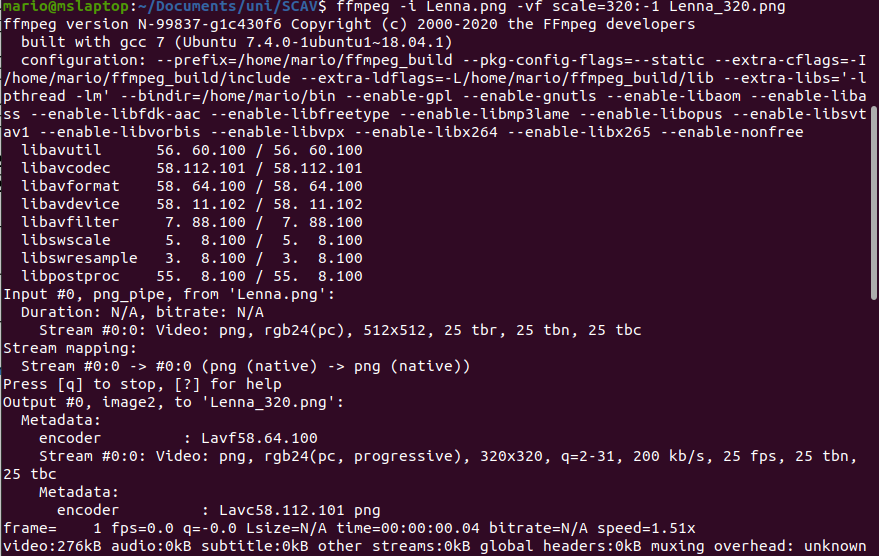 mario@mslaptop:~/Documents/uni/SCAV$ ffmpeg -i Lenna.png -vf scale=320:-1 Lenna_320.png
ffmpeg version N-99837-g1c430f6 Copyright (c) 2000-2020 the FFmpeg developers
  built with gcc 7 (Ubuntu 7.4.0-1ubuntu1~18.04.1)
  configuration: --prefix=/home/mario/ffmpeg_build --pkg-config-flags=--static --extra-cflags=-I
/home/mario/ffmpeg_build/include --extra-ldflags=-L/home/mario/ffmpeg_build/lib --extra-libs='-l
pthread -lm' --bindir=/home/mario/bin --enable-gpl --enable-gnutls --enable-libaom --enable-liba
ss --enable-libfdk-aac --enable-libfreetype --enable-libmp3lame --enable-libopus --enable-libsvt
av1 --enable-libvorbis --enable-libvpx --enable-libx264 --enable-libx265 --enable-nonfree
  libavutil      56. 60.100 / 56. 60.100
  libavcodec     58.112.101 / 58.112.101
  libavformat    58. 64.100 / 58. 64.100
  libavdevice    58. 11.102 / 58. 11.102
  libavfilter     7. 88.100 /  7. 88.100
  libswscale      5.  8.100 /  5.  8.100
  libswresample   3.  8.100 /  3.  8.100
  libpostproc    55.  8.100 / 55.  8.100
Input #0, png_pipe, from 'Lenna.png':
  Duration: N/A, bitrate: N/A
    Stream #0:0: Video: png, rgb24(pc), 512x512, 25 tbr, 25 tbn, 25 tbc
Stream mapping:
  Stream #0:0 -> #0:0 (png (native) -> png (native))
Press [q] to stop, [?] for help
Output #0, image2, to 'Lenna_320.png':
  Metadata:
    encoder         : Lavf58.64.100
    Stream #0:0: Video: png, rgb24(pc, progressive), 320x320, q=2-31, 200 kb/s, 25 fps, 25 tbn,
25 tbc
    Metadata:
      encoder         : Lavc58.112.101 png
frame=    1 fps=0.0 q=-0.0 Lsize=N/A time=00:00:00.04 bitrate=N/A speed=1.51x
video:276kB audio:0kB subtitle:0kB other streams:0kB global headers:0kB muxing overhead: unknown